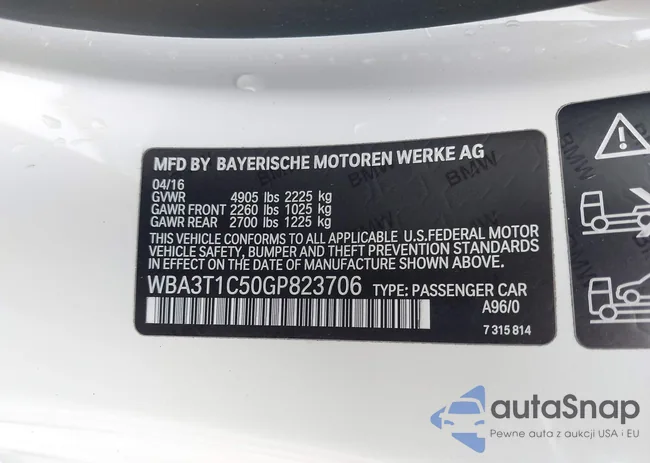 MFD BY BAYERISCHE MOTOREN WERKE AG
04/16
GVWR 4905 lbs 2225 kg
GAWR FRONT 2260 lbs 1025 kg
GAWR REAR 2700 lbs 1225 kg
THIS VEHICLE CONFORMS TO ALL APPLICABLE U.S.FEDERAL MOTOR
VEHICLE SAFETY, BUMPER, AND THEFT PREVENTION STANDARDS
IN EFFECT ON THE DATE OF MANUFACTURE SHOWN ABOVE.
WBA3T1C50GP823706 TYPE: PASSENGER CAR
A96/0
7 315 814
BMW
autoSnap
Pewne auta z aukcji USA i EU